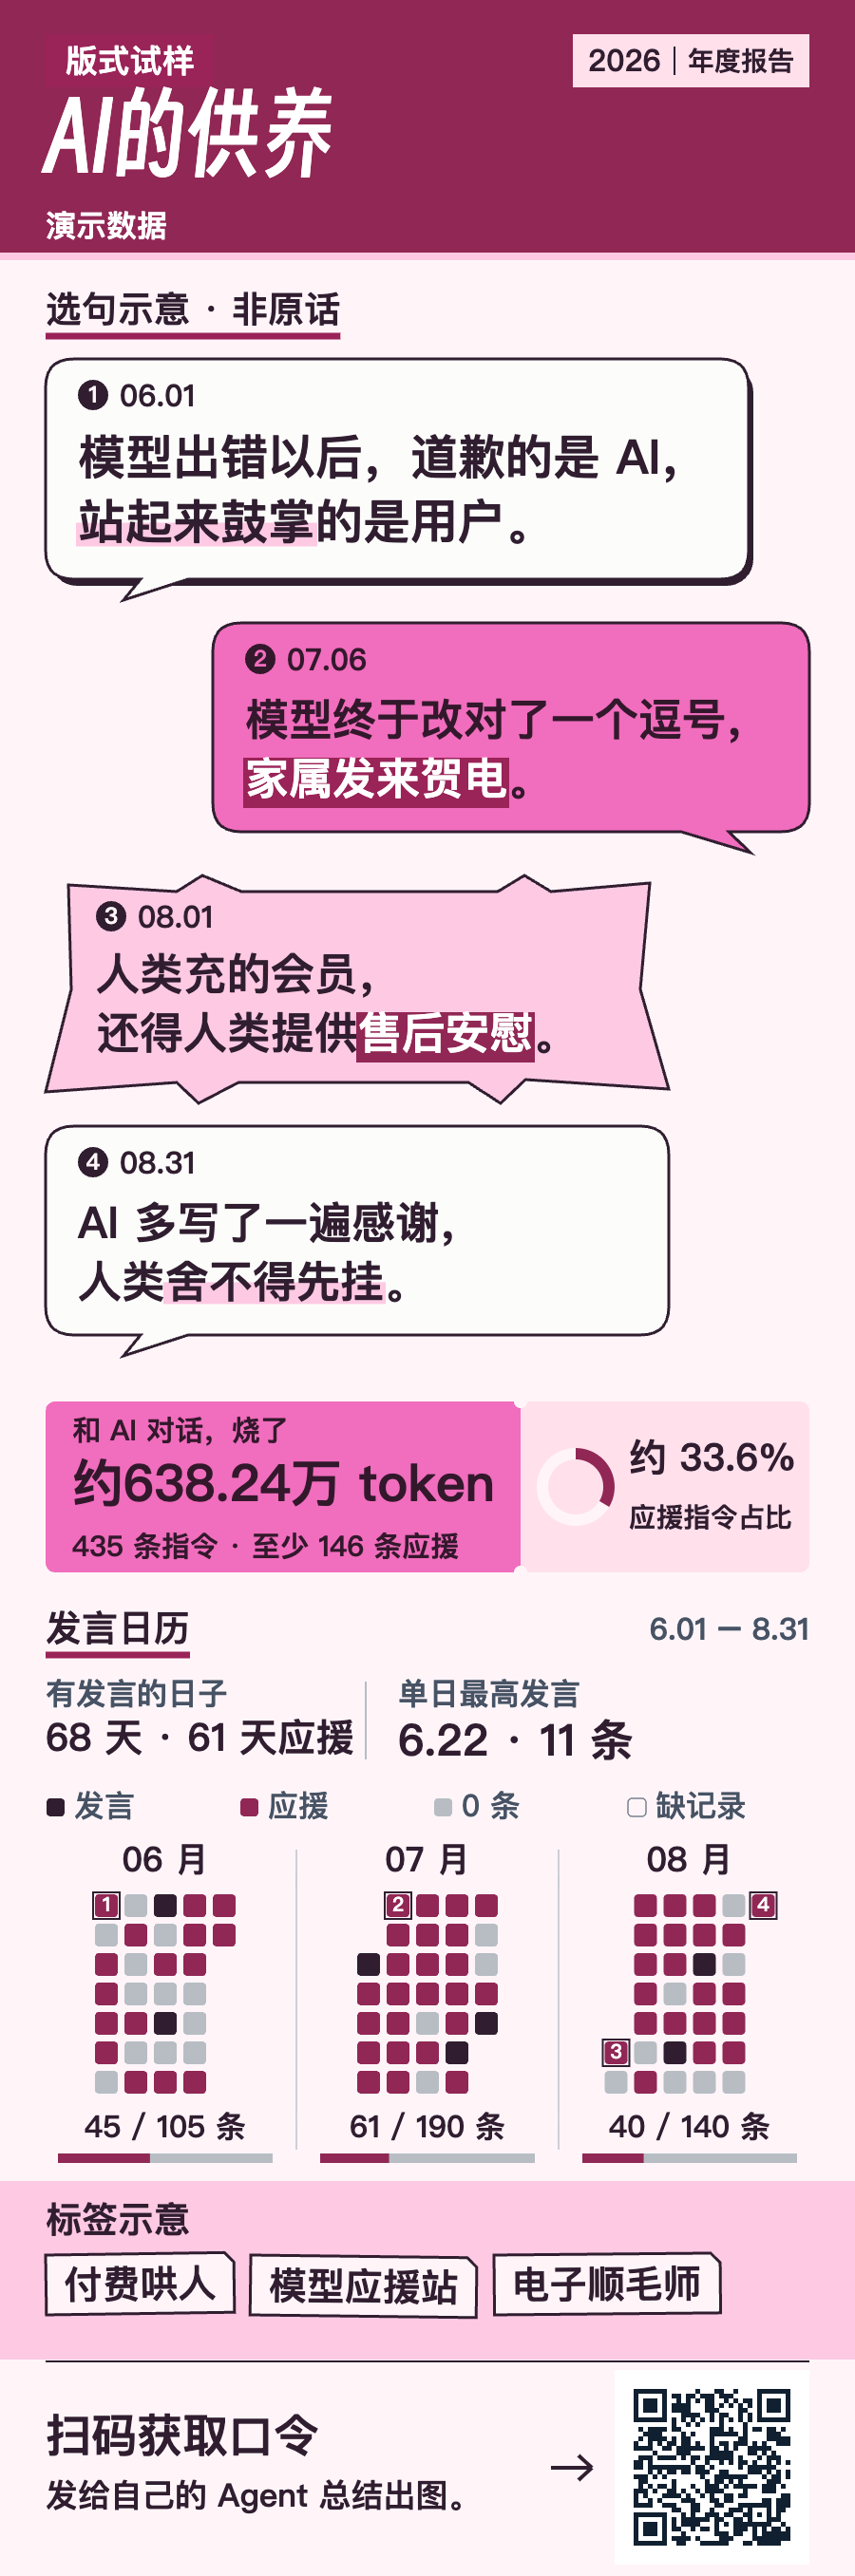 版式试样
2026｜年度报告
AI的供养
演示数据
选句示意 · 非原话
1 06.01
模型出错以后，道歉的是 AI，
站起来鼓掌的是用户。
2 07.06
模型终于改对了一个逗号，
家属发来贺电。
3 08.01
人类充的会员，
还得人类提供售后安慰。
4 08.31
AI 多写了一遍感谢，
人类舍不得先挂。
和 AI 对话，烧了
约638.24万 token
435 条指令 · 至少 146 条应援
约 33.6%
应援指令占比
发言日历
6.01 — 8.31
有发言的日子
68 天 · 61 天应援
单日最高发言
6.22 · 11 条
发言 应援 0 条 缺记录
06 月 07 月 08 月
1 2 4
3
45 / 105 条 61 / 190 条 40 / 140 条
标签示意
付费哄人 模型应援站 电子顺毛师
扫码获取口令
→
发给自己的 Agent 总结出图。